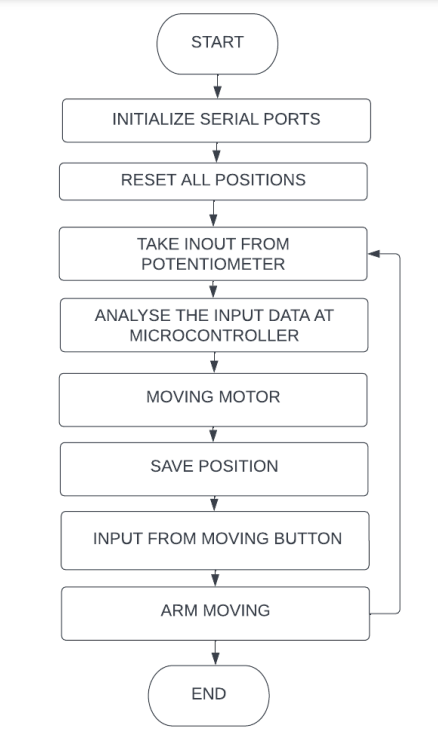 START
INITIALIZE SERIAL PORTS
RESET ALL POSITIONS
TAKE INOUT FROM
POTENTIOMETER
ANALYSE THE INPUT DATA AT
MICROCONTROLLER
MOVING MOTOR
SAVE POSITION
INPUT FROM MOVING BUTTON
ARM MOVING
END